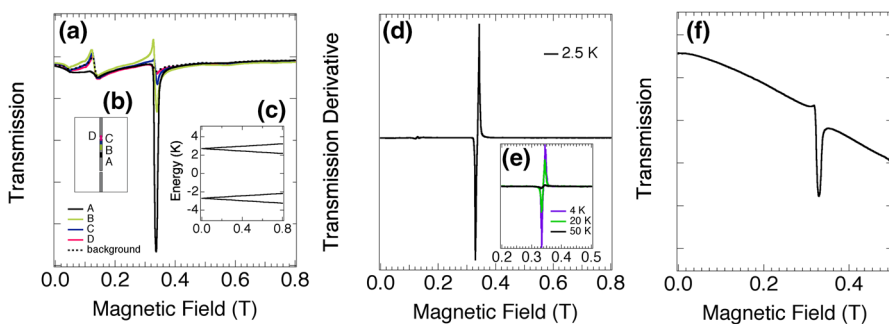 (a)
(b)
D
C
B
A
(c)
Energy (K)
4
2
0
−2
−4
0.0
0.4
0.8
A
B
C
D
background
Transmission
0.0
0.2
0.4
0.6
0.8
Magnetic Field (T)
(d)
2.5 K
(e)
4 K
20 K
50 K
0.2
0.3
0.4
0.5
Transmission Derivative
0.0
0.2
0.4
0.6
0.8
Magnetic Field (T)
(f)
Transmission
0.0
0.2
0.4
Magnetic Field (T)